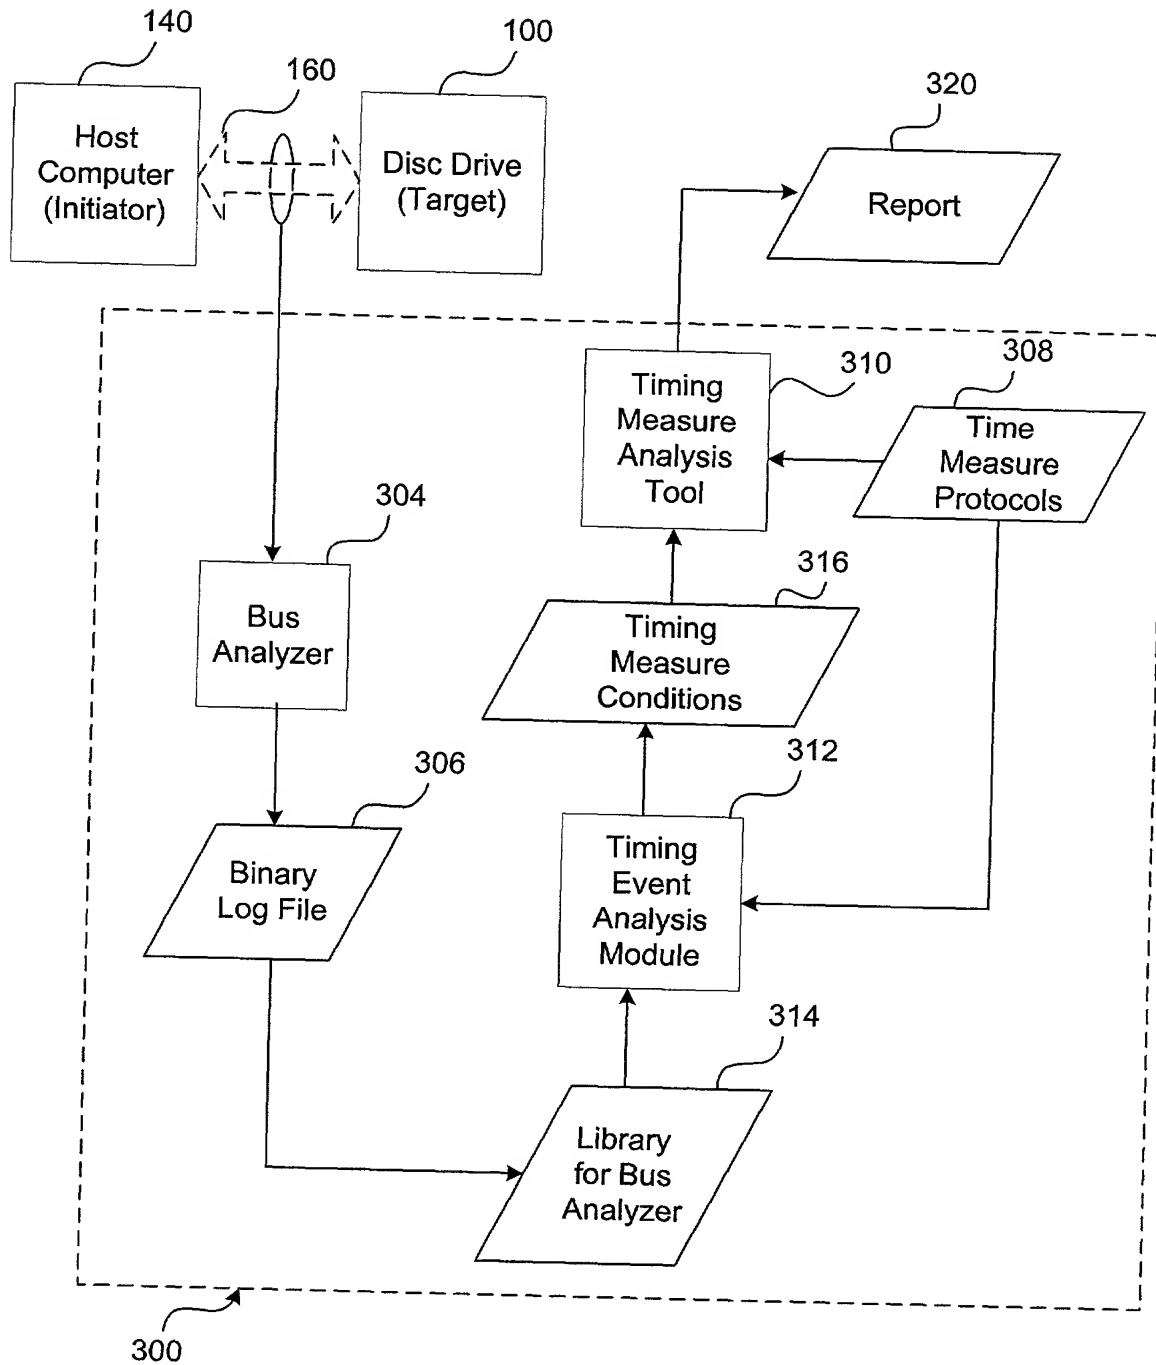 140
100
160
320
Host
Computer
(Initiator)
Disc Drive
(Target)
Report
310
308
Timing
Measure
Analysis
Tool
Time
Measure
Protocols
304
316
Bus
Analyzer
Timing
Measure
Conditions
306
312
Binary
Log File
Timing
Event
Analysis
Module
314
Library
for Bus
Analyzer
300